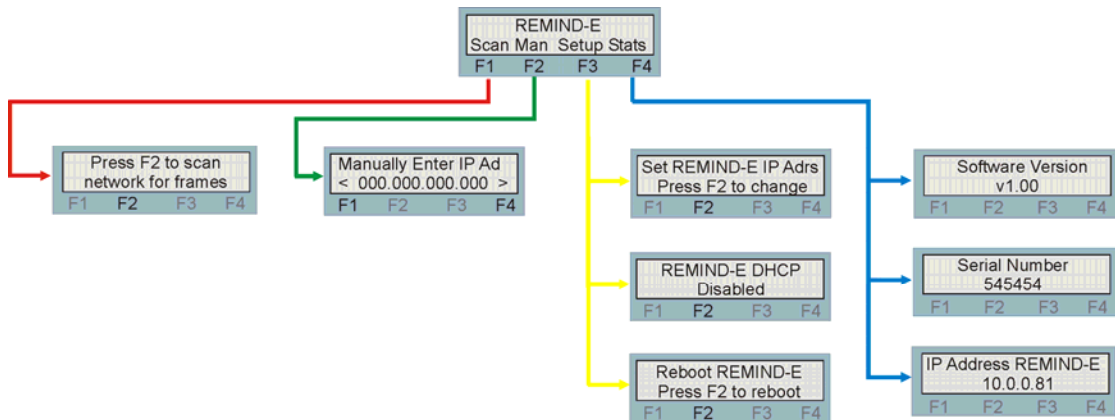 REMIND-E
Scan Man Setup Stats
F1 F2 F3 F4
Press F2 to scan
network for frames
F1 F2 F3 F4
Manually Enter IP Ad
< 000.000.000.000 >
F1 F2 F3 F4
Set REMIND-E IP Adrs
Press F2 to change
F1 F2 F3 F4
Software Version
v1.00
F1 F2 F3 F4
REMIND-E DHCP
Disabled
F1 F2 F3 F4
Serial Number
545454
F1 F2 F3 F4
Reboot REMIND-E
Press F2 to reboot
F1 F2 F3 F4
IP Address REMIND-E
10.0.0.81
F1 F2 F3 F4